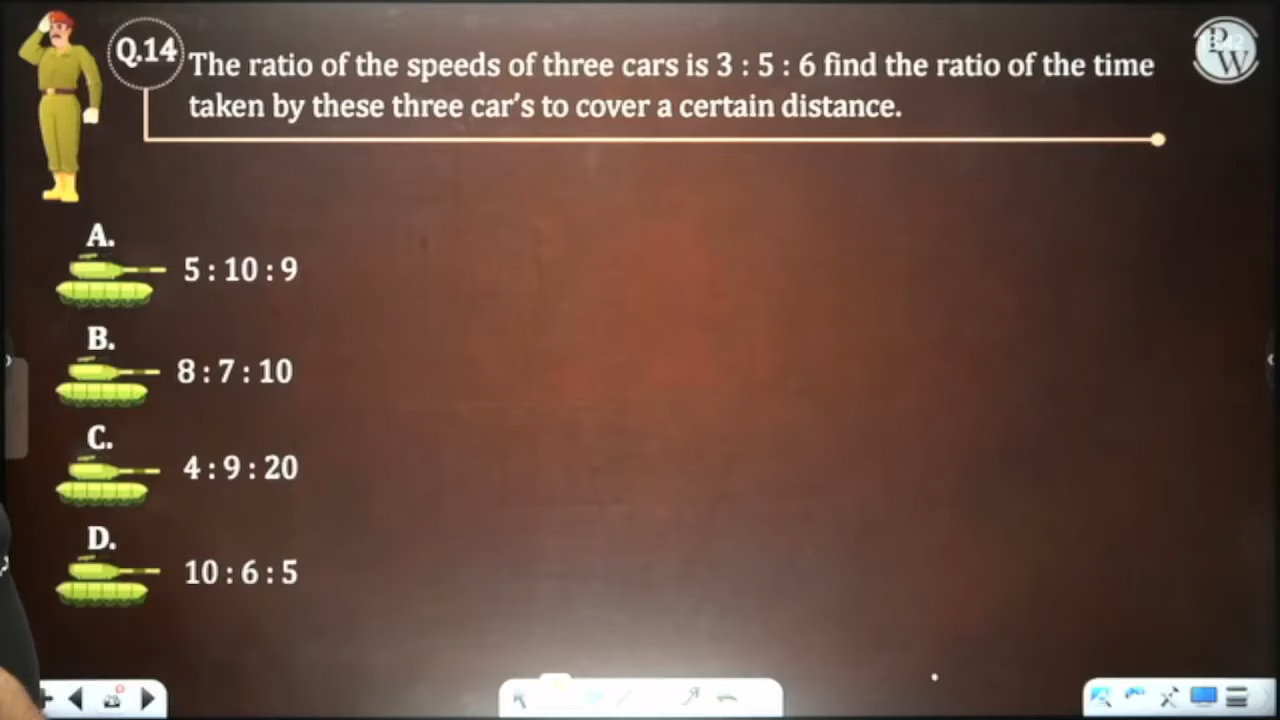 Q.14
The ratio of the speeds of three cars is 3 : 5 : 6 find the ratio of the time
taken by these three car's to cover a certain distance.
A.
5 : 10 : 9
B.
8 : 7 : 10
C.
4 : 9 : 20
D.
10 : 6 : 5